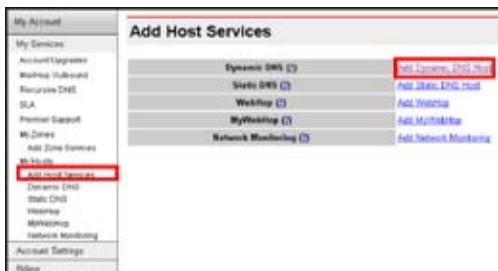 My Account
My Services
Account Upgrades
MailHop Outbound
Recursive DNS
SLA
Premier Support
My Zones
Add Zone Services
My Hosts
Add Host Services
Dynamic DNS
Static DNS
WebHop
MyWebHop
Network Monitoring
Account Settings
Billing
Add Host Services
Dynamic DNS (?) Add Dynamic DNS Host
Static DNS (?) Add Static DNS Host
WebHop (?) Add WebHop
MyWebHop (?) Add MyWebHop
Network Monitoring (?) Add Network Monitoring